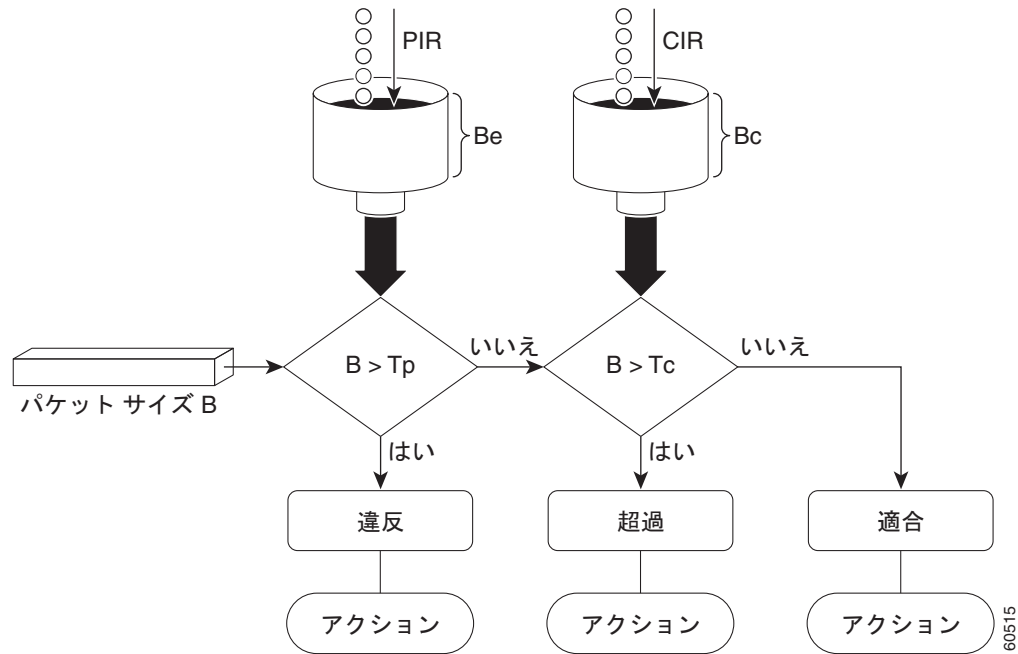 PIR
CIR
Be
Bc
B > Tp
いいえ
B > Tc
いいえ
パケット サイズ B
はい
はい
違反
超過
適合
アクション
アクション
アクション
60515